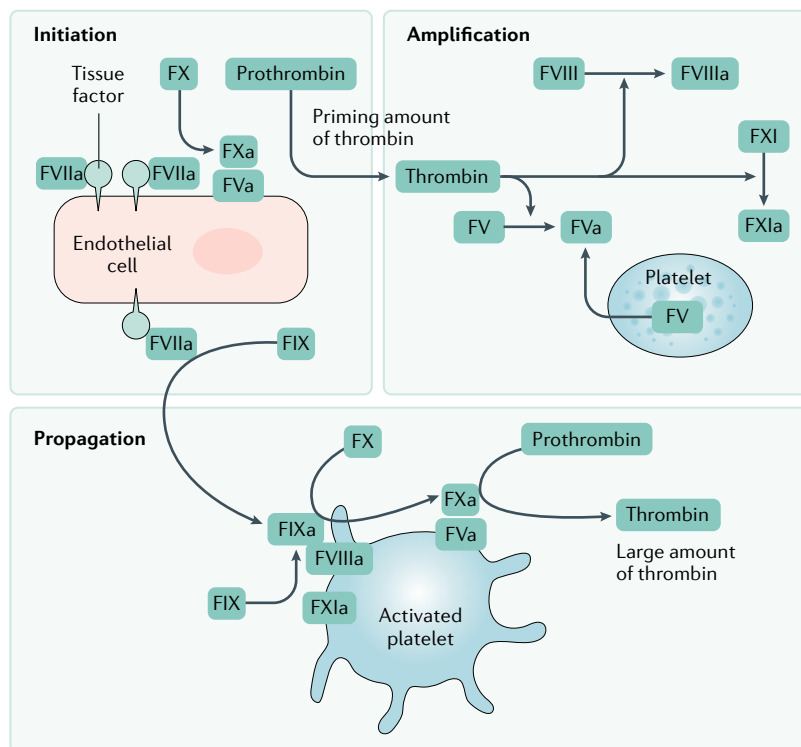 Initiation
Tissue
factor
FX
Prothrombin
Priming amount
of thrombin
FXa
FVIIa
FVIIa
FVa
Endothelial
cell
FVIIa
FIX
Amplification
FVIII
FVIIIa
FXI
Thrombin
FV
FVa
FXIa
Platelet
FV
Propagation
FX
Prothrombin
FXa
Thrombin
FIXa
FVa
Large amount
of thrombin
FVIIIa
FIX
FXIa
Activated
platelet